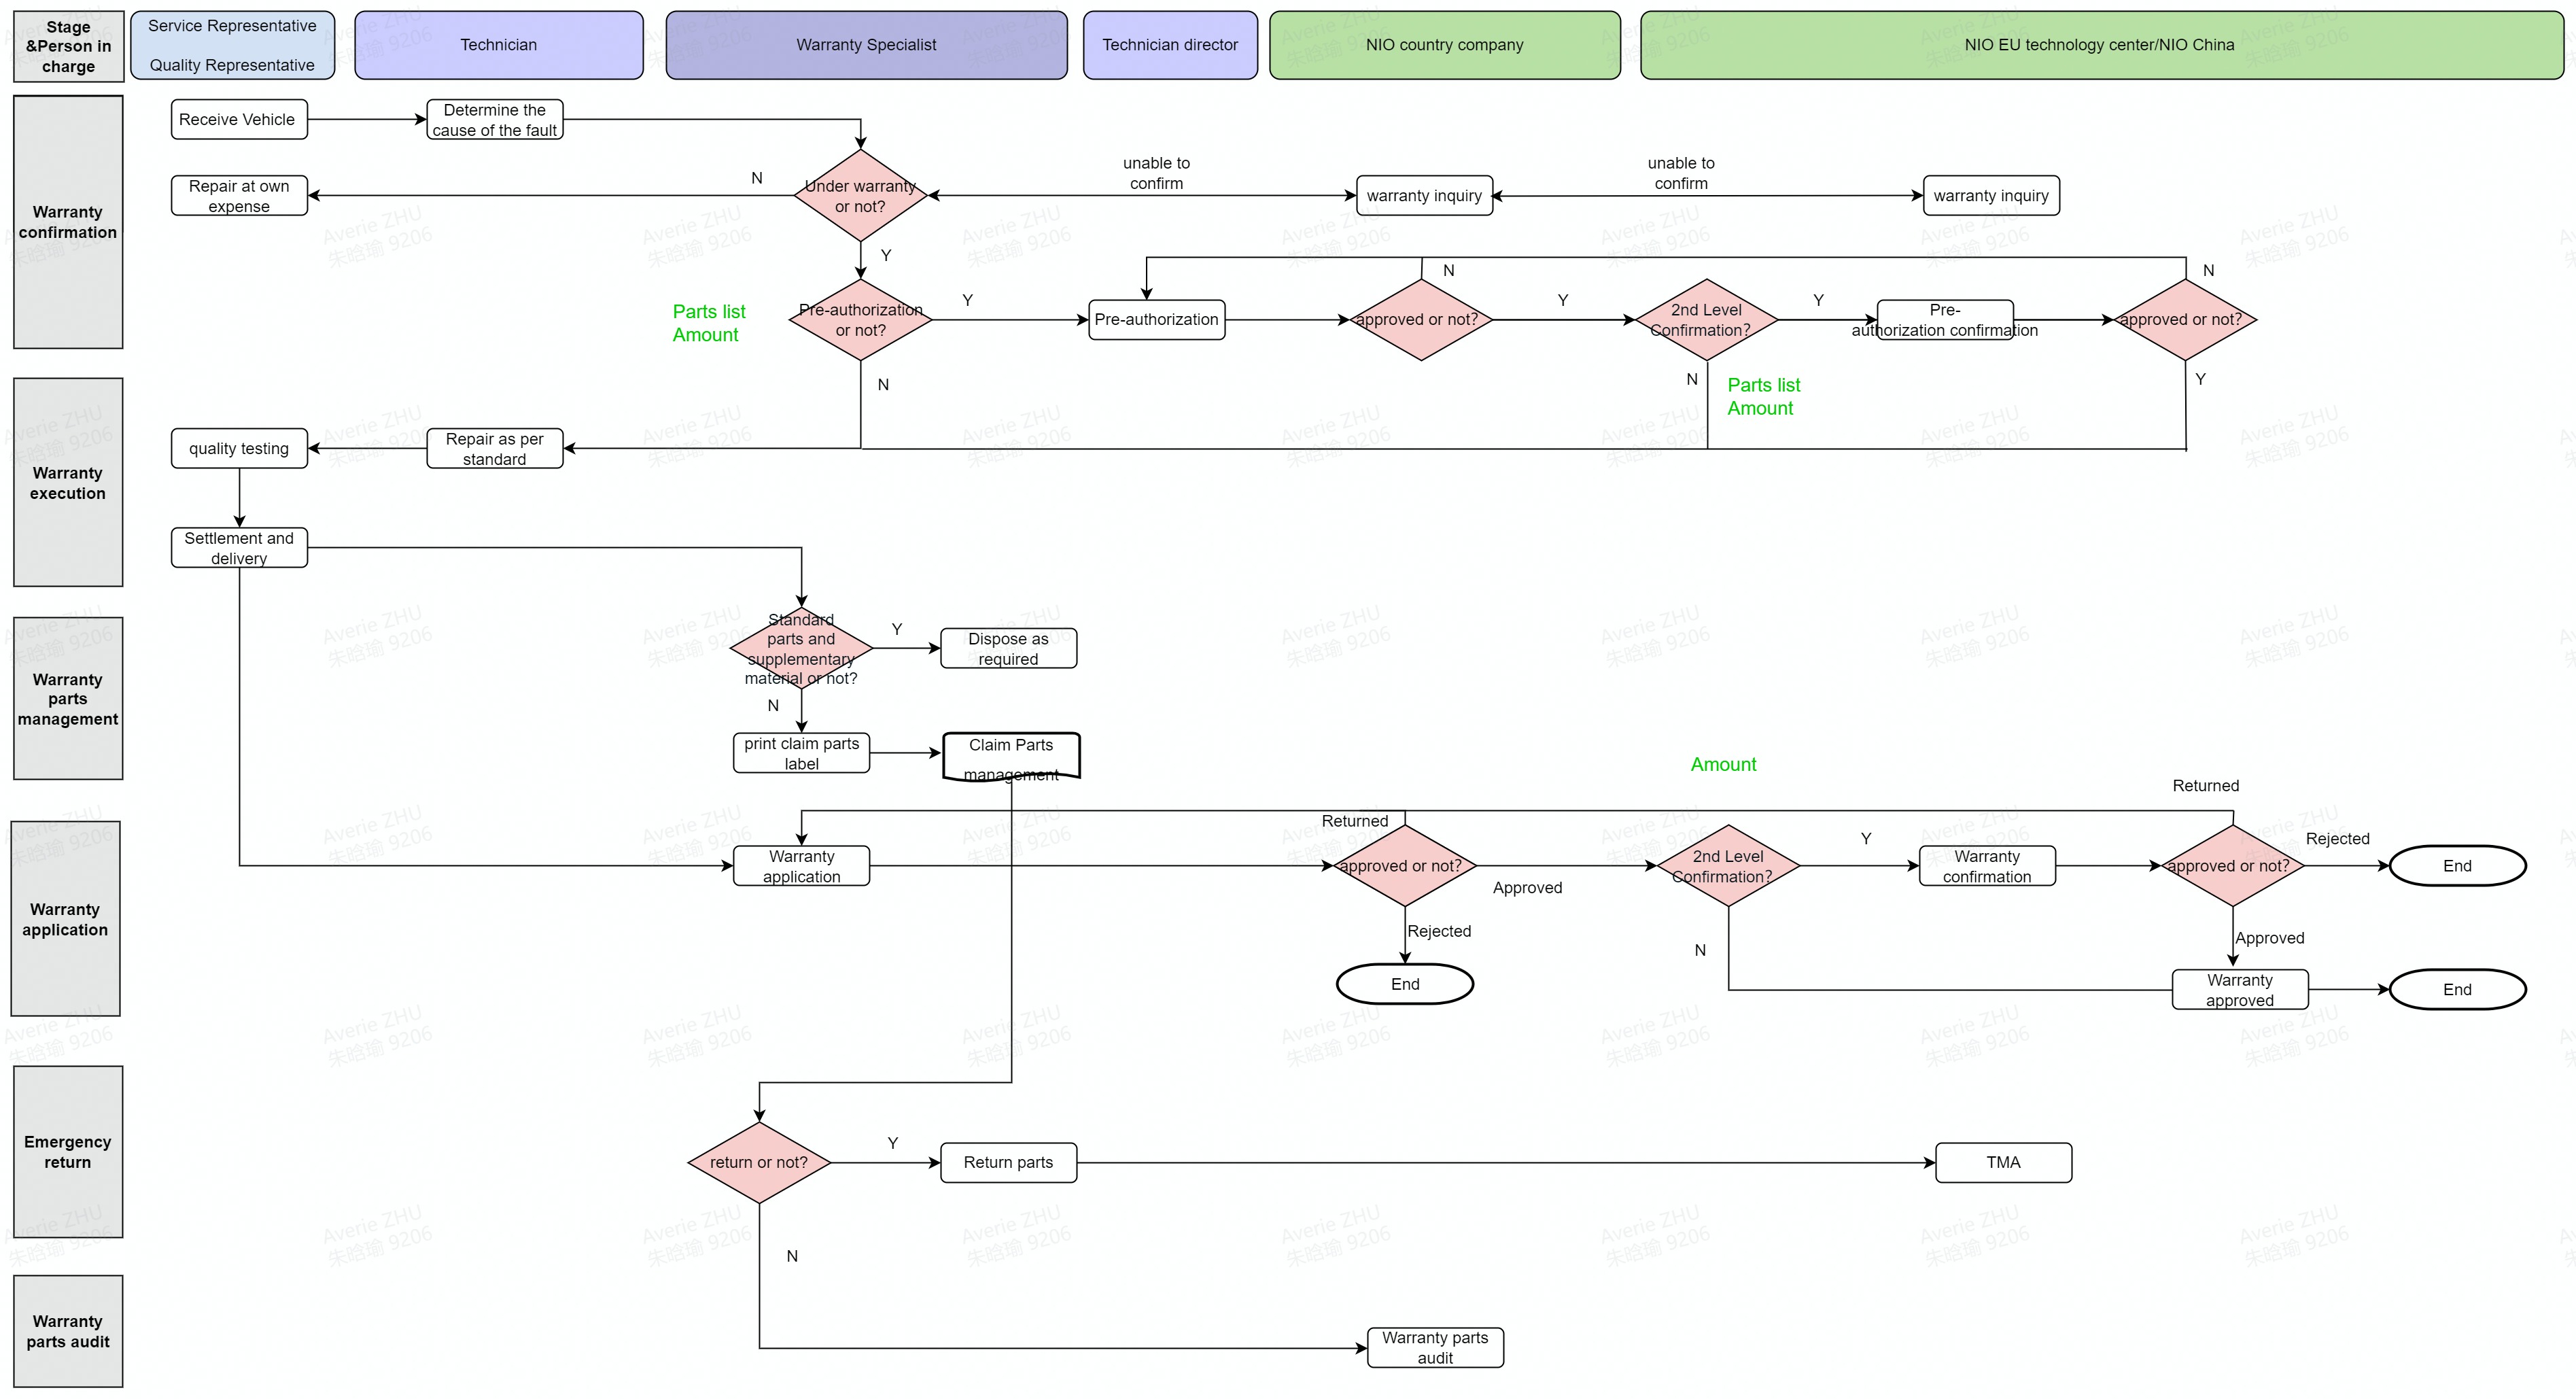 Stage
&Person in
charge
Service Representative
Quality Representative
Technician
Warranty Specialist
Technician director
NIO country company
NIO EU technology center/NIO China
Warranty
confirmation
Receive Vehicle
Determine the
cause of the fault
Repair at own
expense
N
Under warranty
or not?
unable to
confirm
warranty inquiry
unable to
confirm
warranty inquiry
Y
Parts list
Amount
Pre-authorization
or not?
Y
Pre-authorization
N
approved or not?
Y
2nd Level
Confirmation?
Y
Pre-
authorization confirmation
N
approved or not?
N
N
Parts list
Amount
Y
Warranty
execution
quality testing
Repair as per
standard
Settlement and
delivery
Warranty
parts
management
Standard
parts and
supplementary
material or not?
Y
Dispose as
required
N
print claim parts
label
Claim Parts
management
Amount
Returned
Warranty
application
Warranty
application
Returned
approved or not?
Approved
2nd Level
Confirmation?
Y
Warranty
confirmation
approved or not?
Rejected
End
Rejected
End
N
Approved
Warranty
approved
End
Emergency
return
return or not?
Y
Return parts
TMA
N
Warranty
parts audit
Warranty parts
audit
Averie ZHU
朱晗瑜 9206